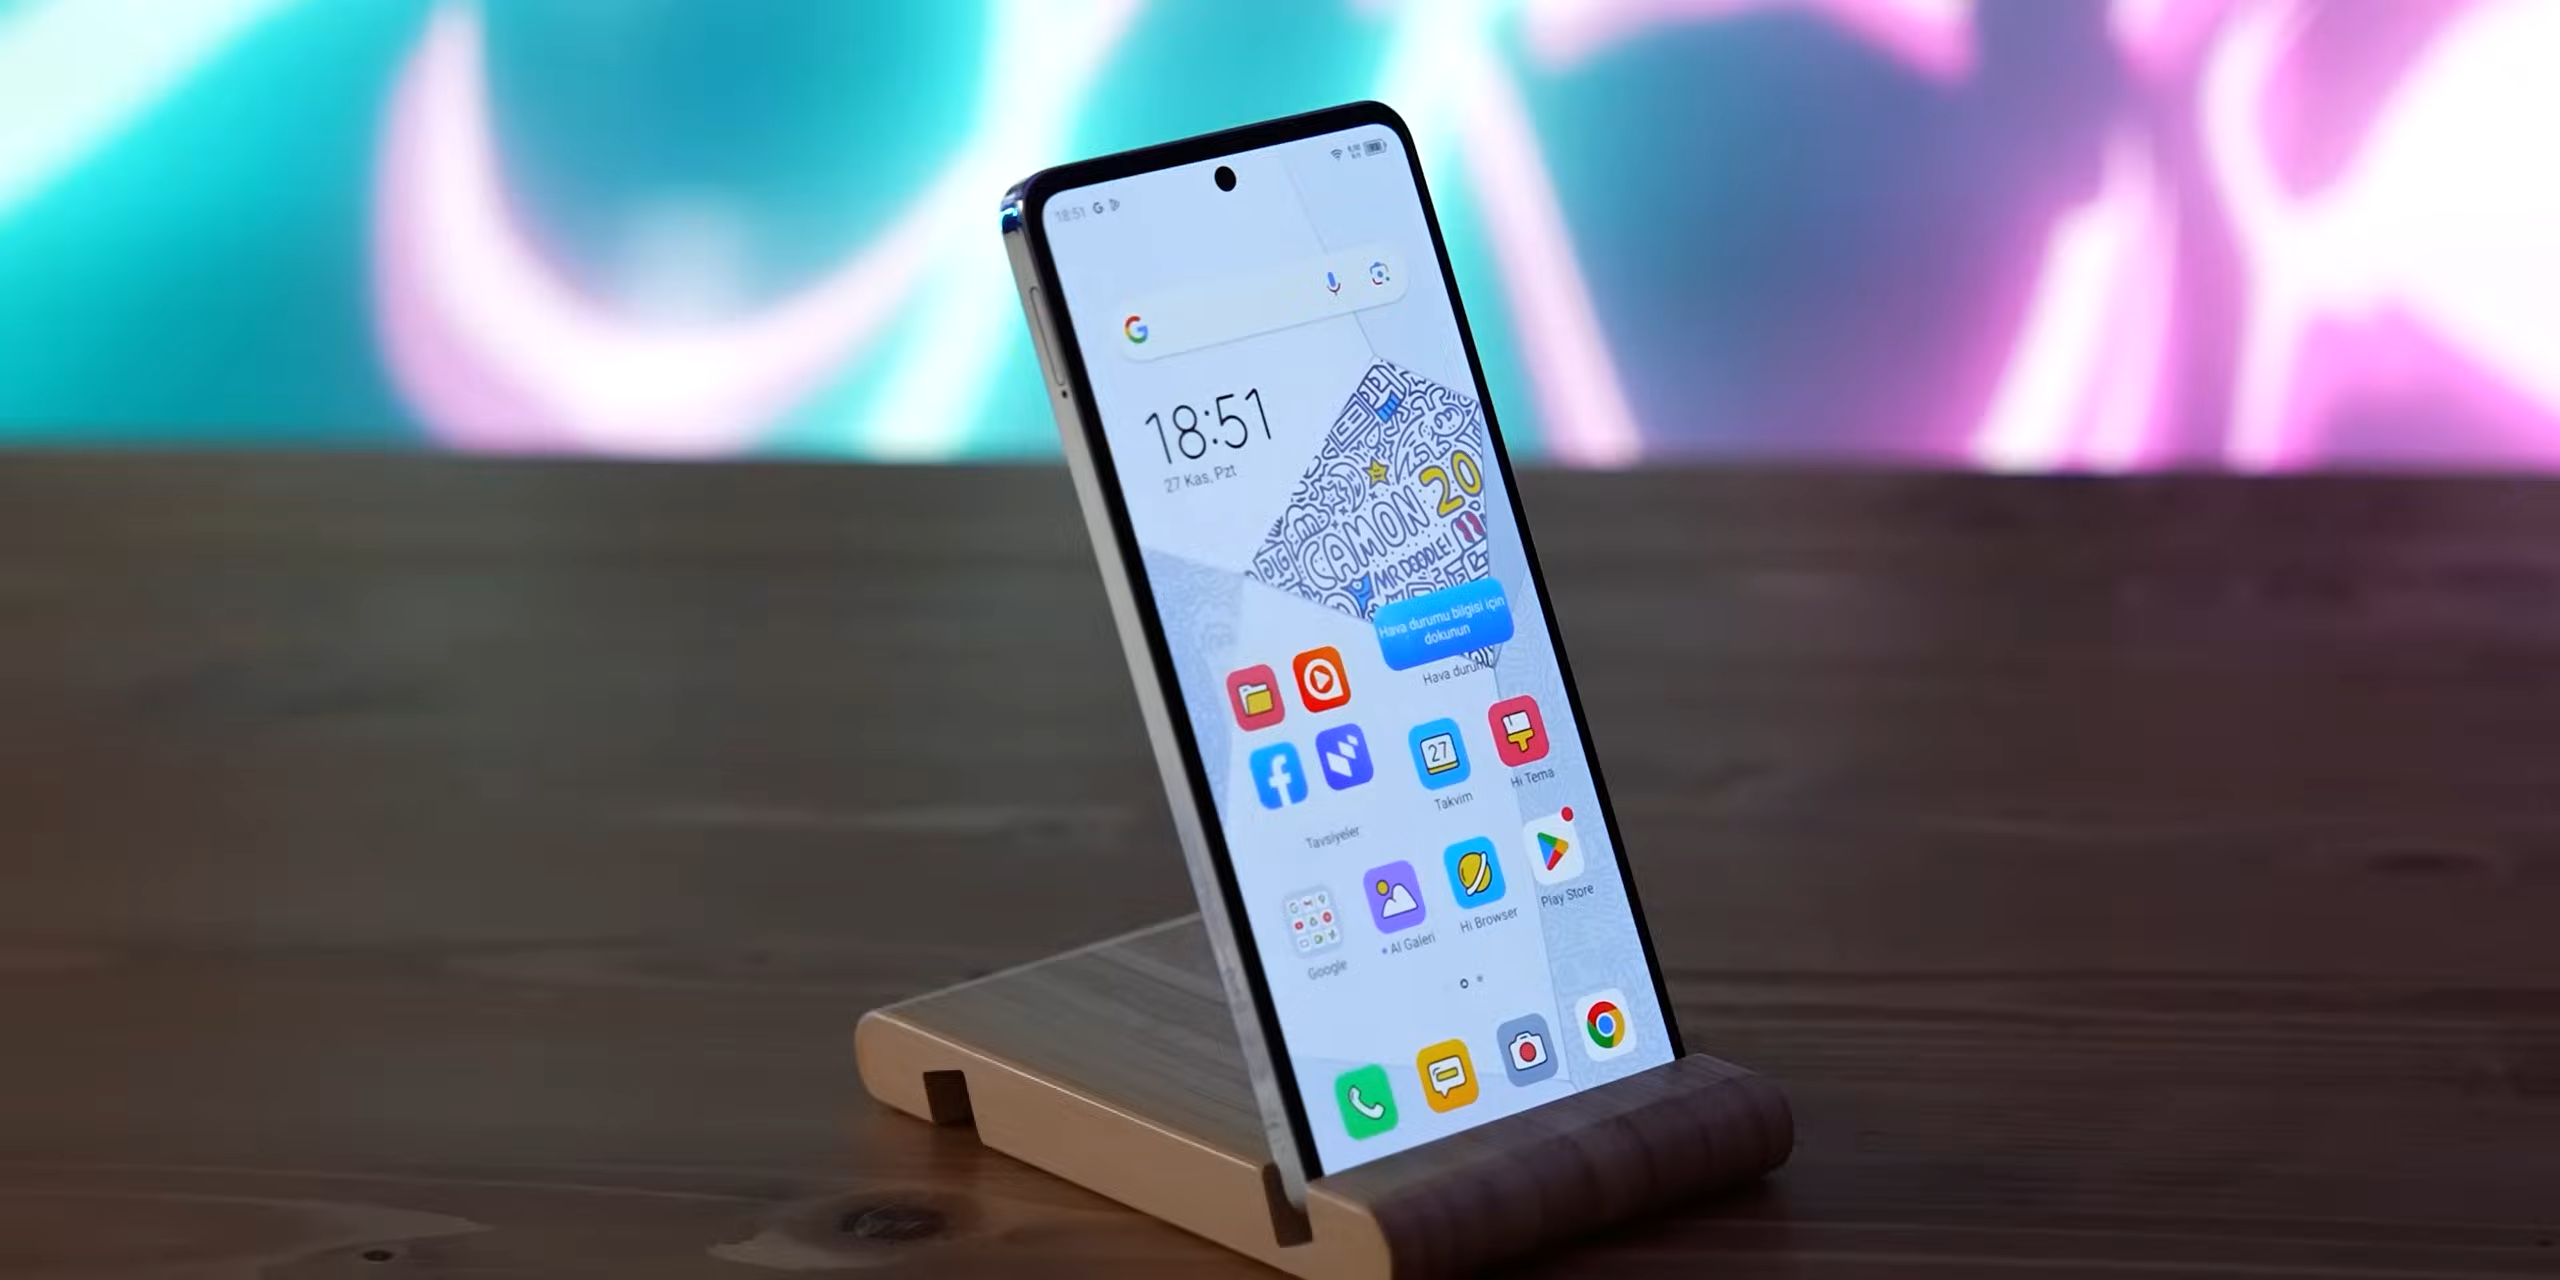 18:51
18:51
27 Kas, Pzt
CAMON 20
MR DOODLE!
Hava durumu bilgisi için
dokunun
Hava durumu
27
Takvim
Hi Tema
Tavsiyeler
Google
AI Galeri
Hi Browser
Play Store